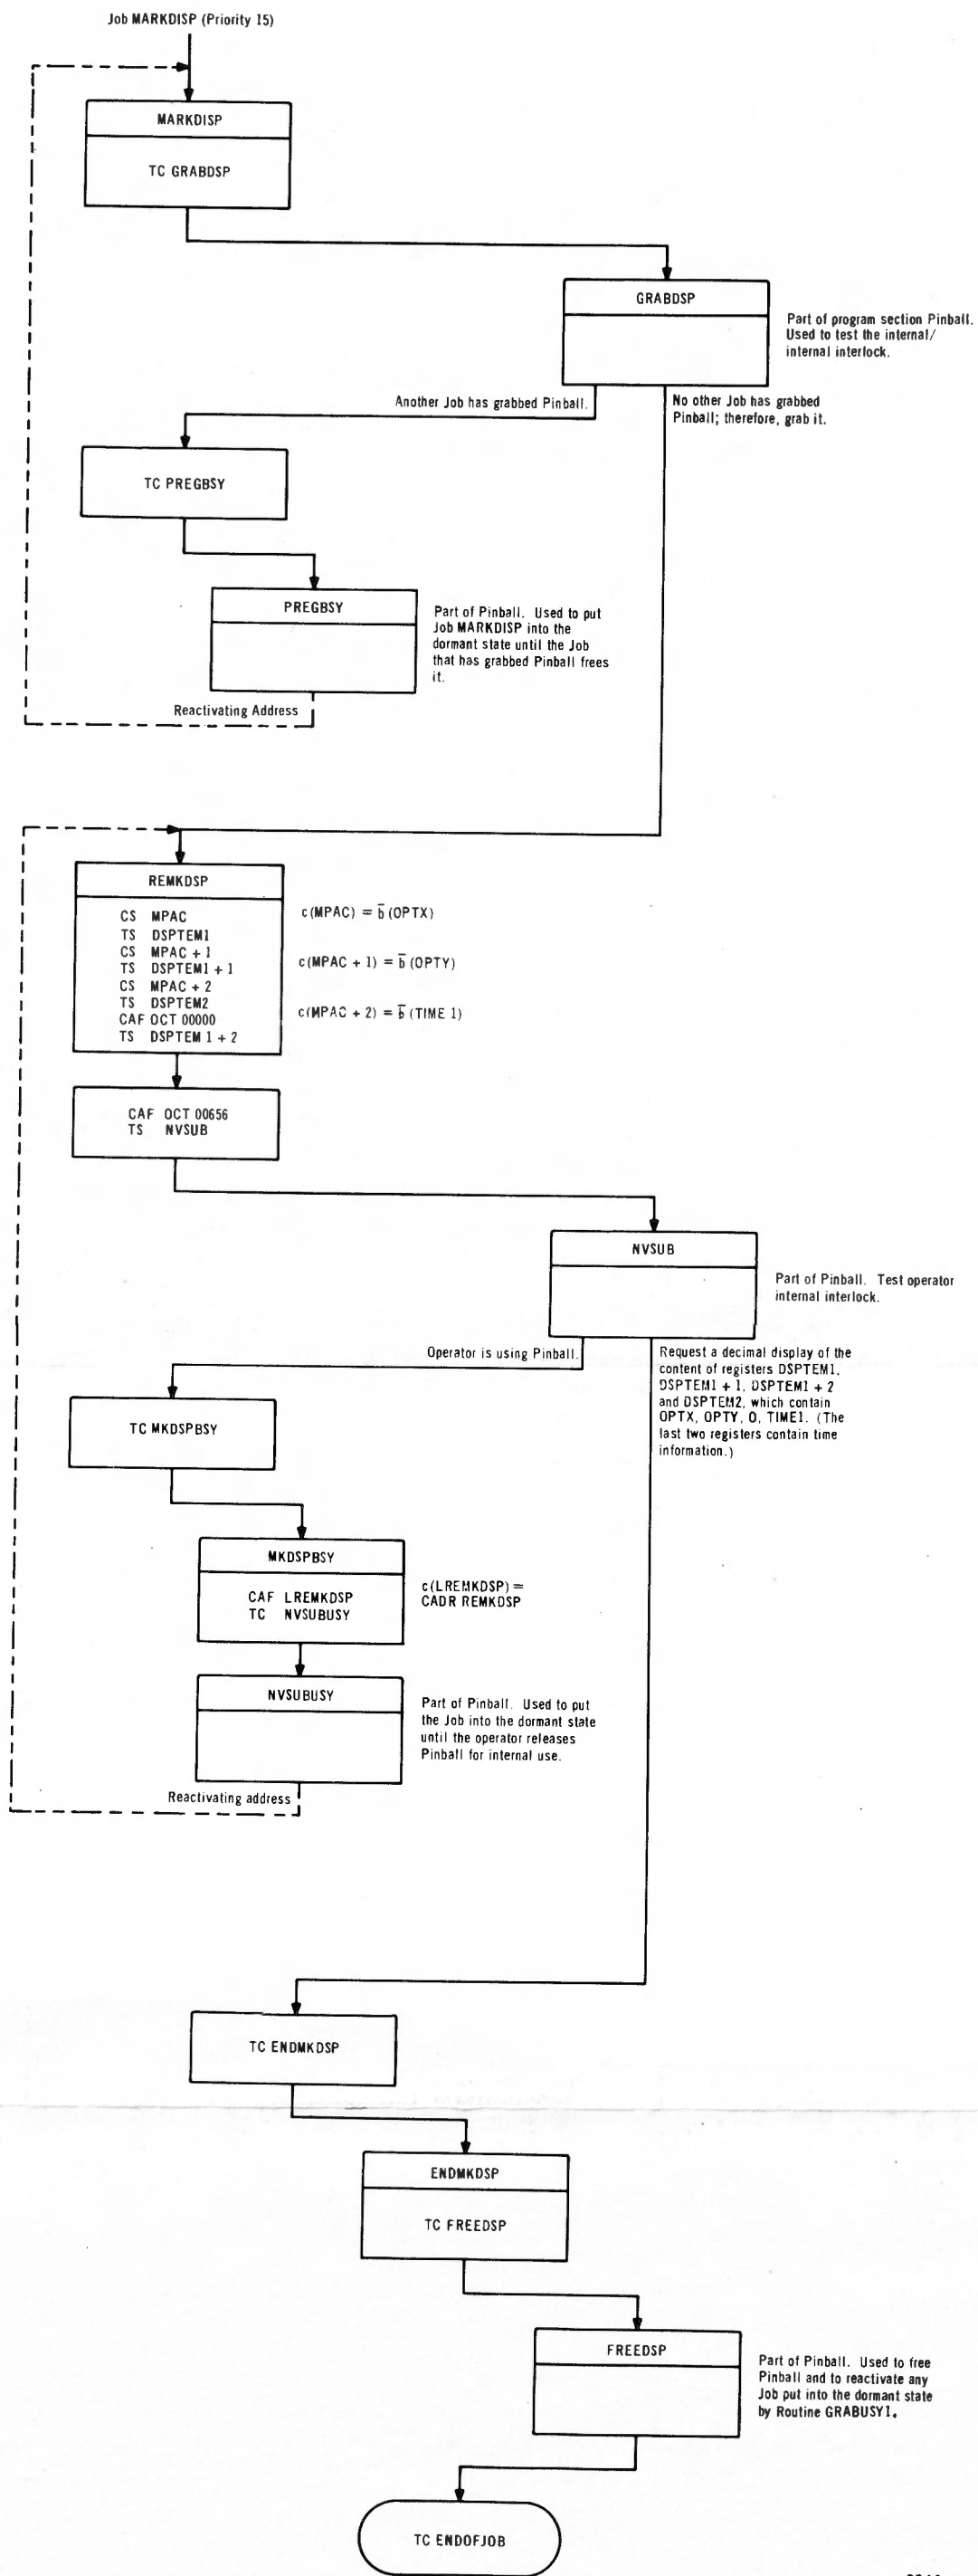 Job MARKDISP (Priority 15)
MARKDISP
TC GRABDSP
GRABDSP
Part of program section Pinball.
Used to test the internal/
internal interlock.
Another Job has grabbed Pinball.
No other Job has grabbed
Pinball; therefore, grab it.
TC PREGBSY
PREGBSY
Part of Pinball. Used to put
Job MARKDISP into the
dormant state until the Job
that has grabbed Pinball frees
it.
Reactivating Address
REMKDSP
CS MPAC
TS DSPTEM1
CS MPAC + 1
TS DSPTEM1 + 1
CS MPAC + 2
TS DSPTEM2
CAF OCT 00000
TS DSPTEM 1 + 2
c(MPAC) = b̄ (OPTX)
c(MPAC + 1) = b̄ (OPTY)
c(MPAC + 2) = b̄ (TIME 1)
CAF OCT 00656
TS NVSUB
NVSUB
Part of Pinball. Test operator
internal interlock.
Operator is using Pinball.
Request a decimal display of the
content of registers DSPTEM1,
DSPTEM1 + 1, DSPTEM1 + 2
and DSPTEM2, which contain
OPTX, OPTY, O, TIME1. (The
last two registers contain time
information.)
TC MKDSPBSY
MKDSPBSY
CAF LREMKDSP
TC NVSUBUSY
c(LREMKDSP) =
CADR REMKDSP
NVSUBUSY
Part of Pinball. Used to put
the Job into the dormant state
until the operator releases
Pinball for internal use.
Reactivating address
TC ENDMKDSP
ENDMKDSP
TC FREEDSP
FREEDSP
Part of Pinball. Used to free
Pinball and to reactivate any
Job put into the dormant state
by Routine GRABUSY1.
TC ENDOFJOB